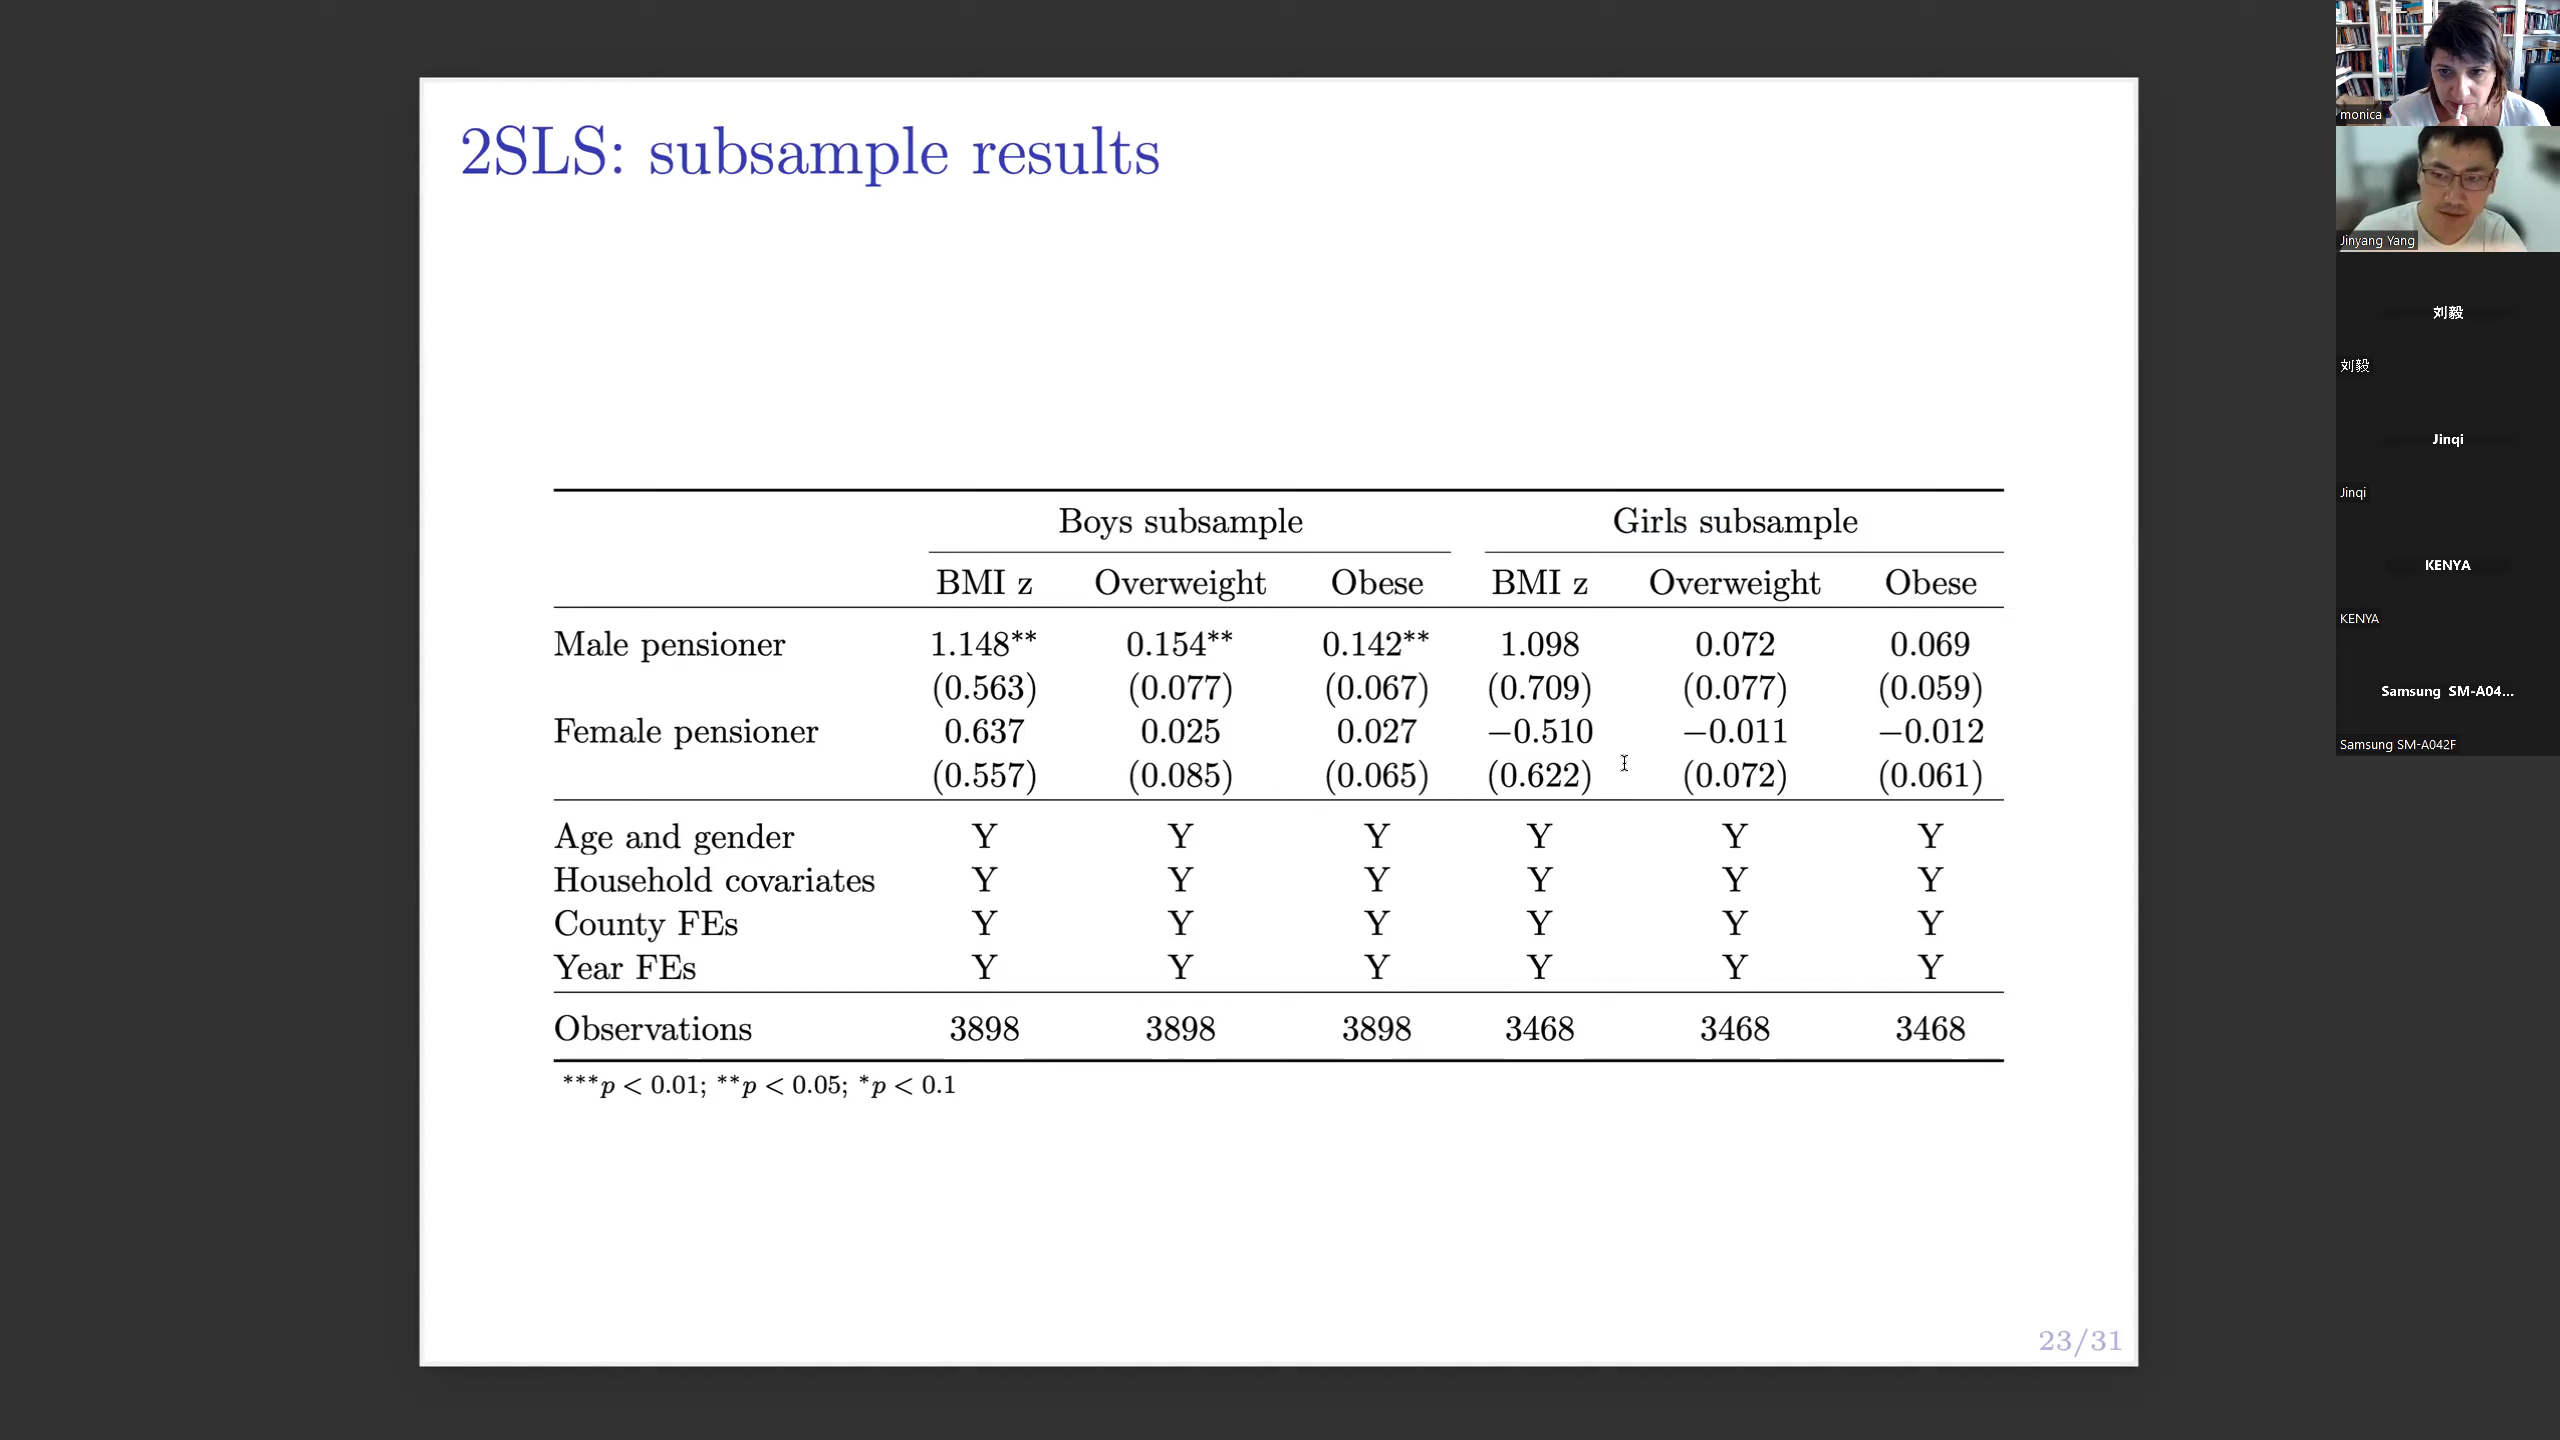 2SLS: subsample results
Boys subsample Girls subsample
BMI z Overweight Obese BMI z Overweight Obese
Male pensioner 1.148** 0.154** 0.142** 1.098 0.072 0.069
(0.563) (0.077) (0.067) (0.709) (0.077) (0.059)
Female pensioner 0.637 0.025 0.027 −0.510 −0.011 −0.012
(0.557) (0.085) (0.065) (0.622) (0.072) (0.061)
Age and gender Y Y Y Y Y Y
Household covariates Y Y Y Y Y Y
County FEs Y Y Y Y Y Y
Year FEs Y Y Y Y Y Y
Observations 3898 3898 3898 3468 3468 3468
***p < 0.01; **p < 0.05; *p < 0.1
23/31
monica
Jinyang Yang
刘毅
刘毅
Jinqi
Jinqi
KENYA
KENYA
Samsung SM-A04...
Samsung SM-A042F